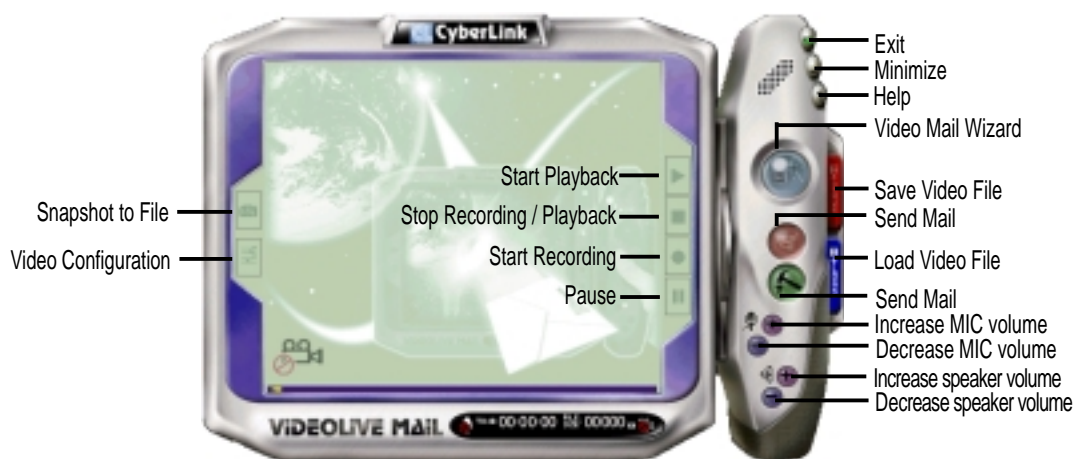 CyberLink
Exit
Minimize
Help
Video Mail Wizard
Start Playback
Save Video File
Snapshot to File
Stop Recording / Playback
Send Mail
Video Configuration
Start Recording
Load Video File
Pause
Send Mail
Increase MIC volume
Decrease MIC volume
Increase speaker volume
Decrease speaker volume
ViDEOLIVE MAiL
00:00:00 00000